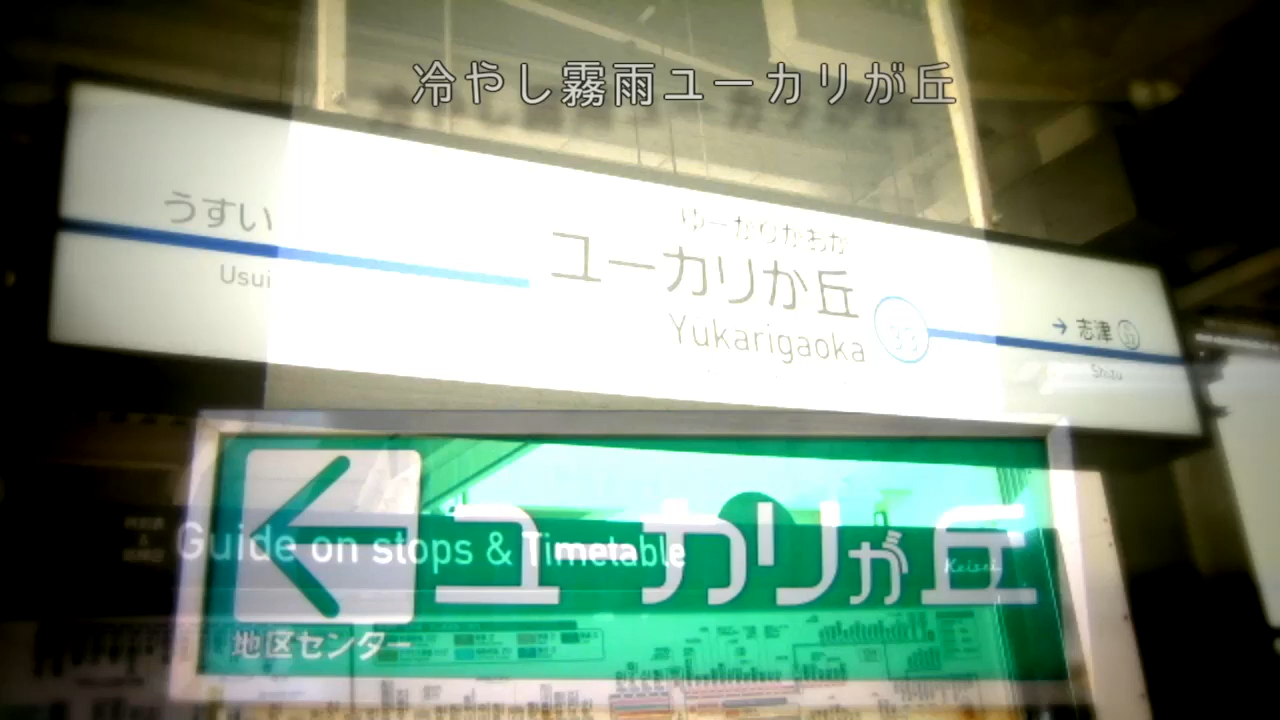 冷やし霧雨ユーカリが丘
うすい
Usui
ゆーかりがおか
ユーカリが丘
Yukarigaoka
33
→ 志津
Shizu
Guide on stops & Timetable
ユーカリが丘
Keisei
地区センター